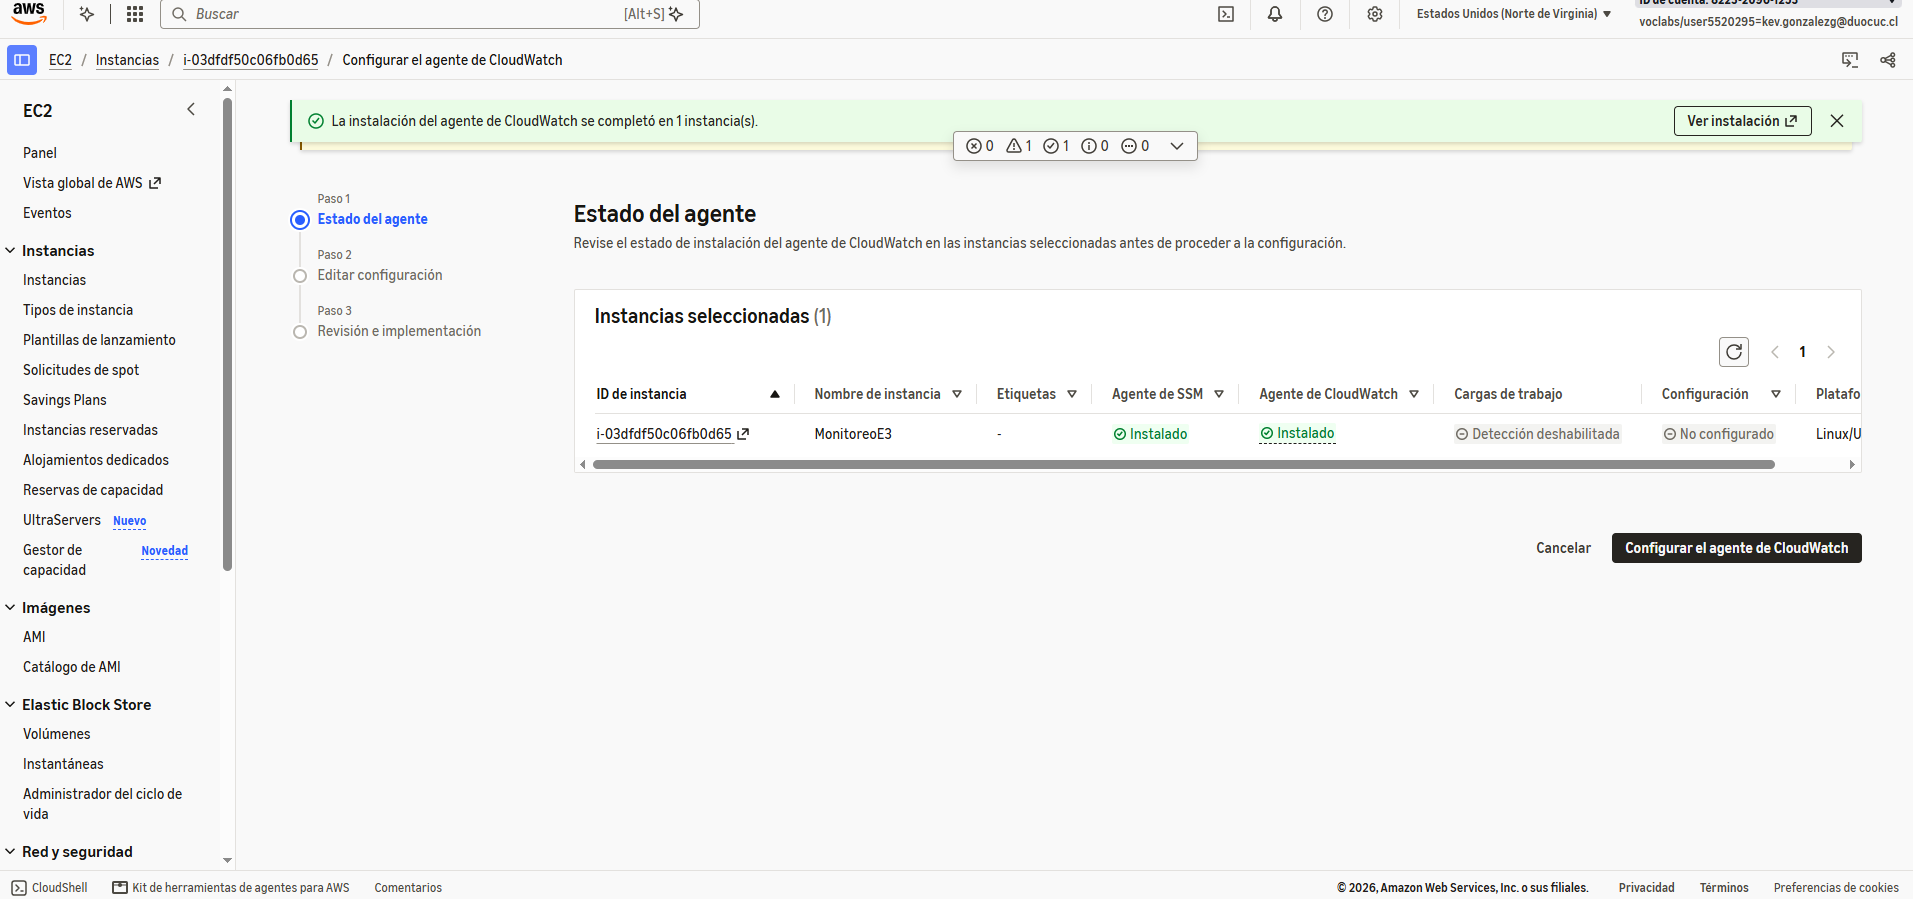 aws
Buscar
[Alt+S]
Estados Unidos (Norte de Virginia)
voclabs/user5520295=kev.gonzalezg@duocuc.cl
EC2 / Instancias / i-03dfdf50c06fb0d65 / Configurar el agente de CloudWatch
EC2
Panel
Vista global de AWS
Eventos
Instancias
Instancias
Tipos de instancia
Plantillas de lanzamiento
Solicitudes de spot
Savings Plans
Instancias reservadas
Alojamientos dedicados
Reservas de capacidad
UltraServers Nuevo
Gestor de capacidad Novedad
Imágenes
AMI
Catálogo de AMI
Elastic Block Store
Volúmenes
Instantáneas
Administrador del ciclo de vida
Red y seguridad
La instalación del agente de CloudWatch se completó en 1 instancia(s).
Ver instalación
0 1 1 0 0
Paso 1
Estado del agente
Paso 2
Editar configuración
Paso 3
Revisión e implementación
Estado del agente
Revise el estado de instalación del agente de CloudWatch en las instancias seleccionadas antes de proceder a la configuración.
Instancias seleccionadas (1)
1
ID de instancia Nombre de instancia Etiquetas Agente de SSM Agente de CloudWatch Cargas de trabajo Configuración Platafo
i-03dfdf50c06fb0d65 MonitoreoE3 - Instalado Instalado Detección deshabilitada No configurado Linux/U
Cancelar
Configurar el agente de CloudWatch
CloudShell
Kit de herramientas de agentes para AWS
Comentarios
© 2026, Amazon Web Services, Inc. o sus filiales.
Privacidad
Términos
Preferencias de cookies